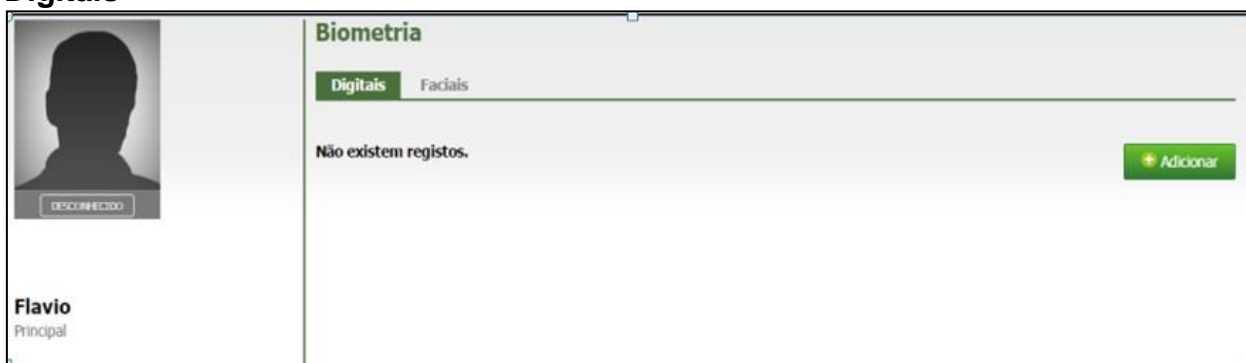 Digitais
Biometria
Digitais Faciais
Não existem registos.
Adicionar
DESCONHECIDO
Flavio
Principal